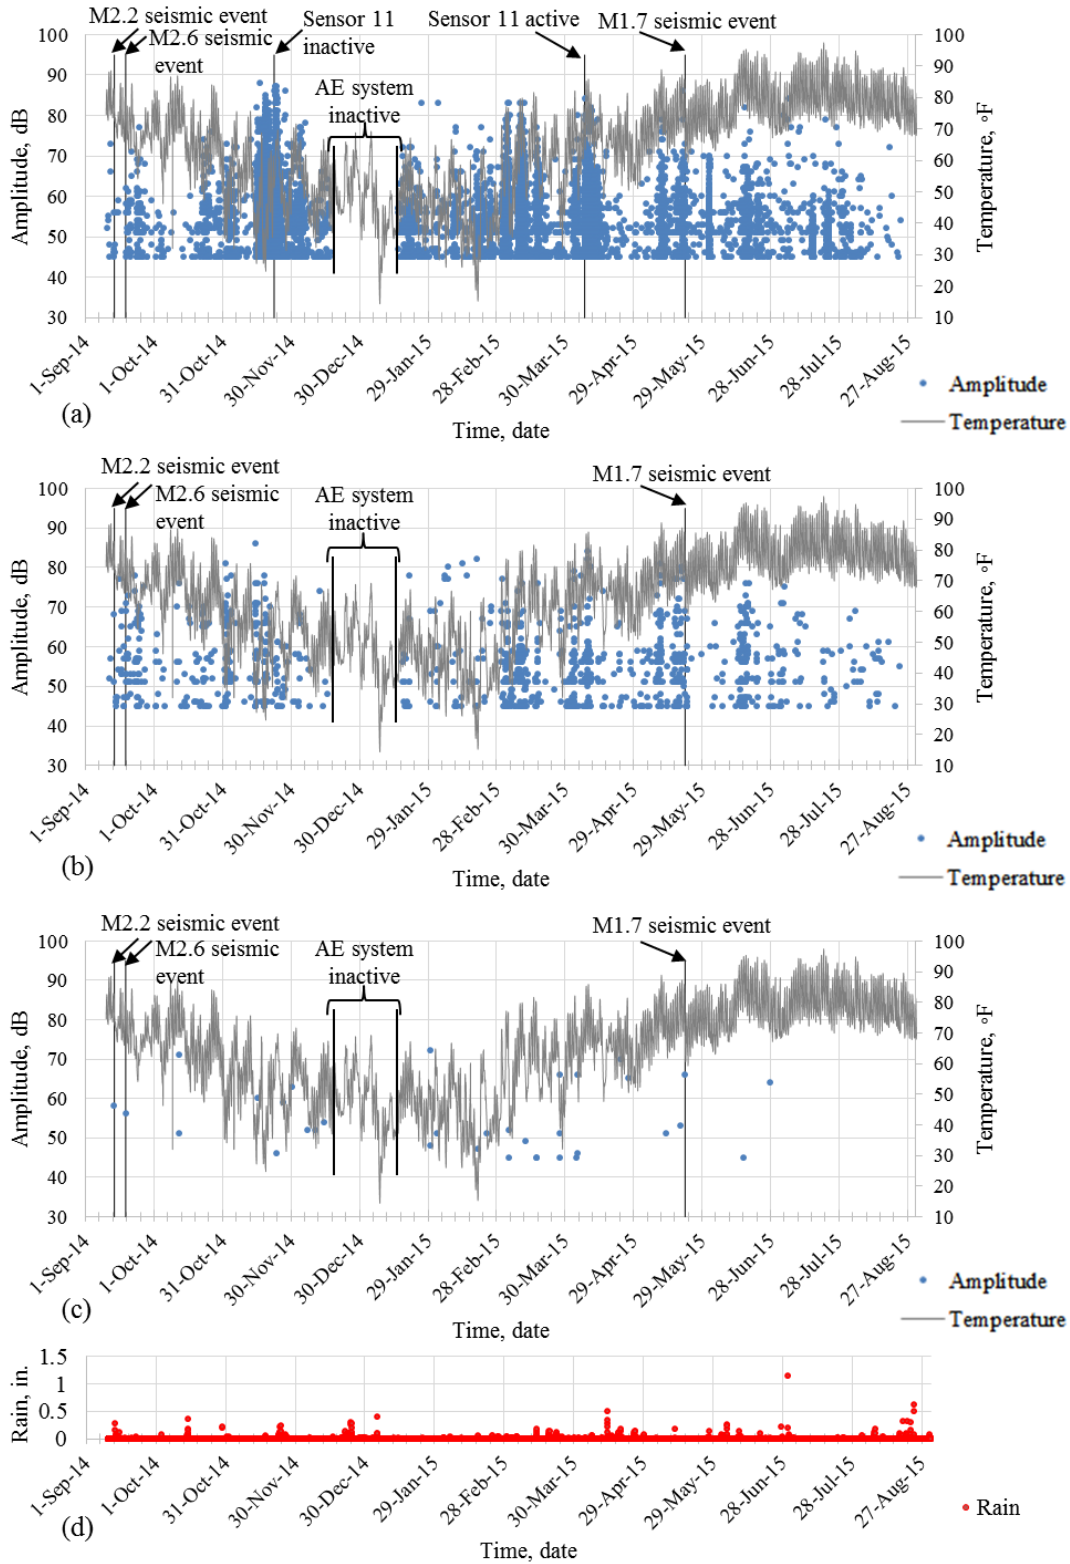 M2.2 seismic event
M2.6 seismic
event
Sensor 11
inactive
Sensor 11 active
M1.7 seismic event
AE system
inactive
100
90
80
70
60
50
40
30
Amplitude, dB
100
90
80
70
60
50
40
30
20
10
Temperature, °F
1-Sep-14
1-Oct-14
31-Oct-14
30-Nov-14
30-Dec-14
29-Jan-15
28-Feb-15
30-Mar-15
29-Apr-15
29-May-15
28-Jun-15
28-Jul-15
27-Aug-15
Amplitude
Temperature
(a)
Time, date
M2.2 seismic event
M2.6 seismic
event
AE system
inactive
M1.7 seismic event
100
90
80
70
60
50
40
30
Amplitude, dB
100
90
80
70
60
50
40
30
20
10
Temperature, °F
1-Sep-14
1-Oct-14
31-Oct-14
30-Nov-14
30-Dec-14
29-Jan-15
28-Feb-15
30-Mar-15
29-Apr-15
29-May-15
28-Jun-15
28-Jul-15
27-Aug-15
Amplitude
Temperature
(b)
Time, date
M2.2 seismic event
M2.6 seismic
event
AE system
inactive
M1.7 seismic event
100
90
80
70
60
50
40
30
Amplitude, dB
100
90
80
70
60
50
40
30
20
10
Temperature, °F
1-Sep-14
1-Oct-14
31-Oct-14
30-Nov-14
30-Dec-14
29-Jan-15
28-Feb-15
30-Mar-15
29-Apr-15
29-May-15
28-Jun-15
28-Jul-15
27-Aug-15
Amplitude
Temperature
(c)
Time, date
1.5
1
0.5
0
Rain, in.
1-Sep-14
1-Oct-14
31-Oct-14
30-Nov-14
30-Dec-14
29-Jan-15
28-Feb-15
30-Mar-15
29-Apr-15
29-May-15
28-Jun-15
28-Jul-15
27-Aug-15
Rain
(d)
Time, date